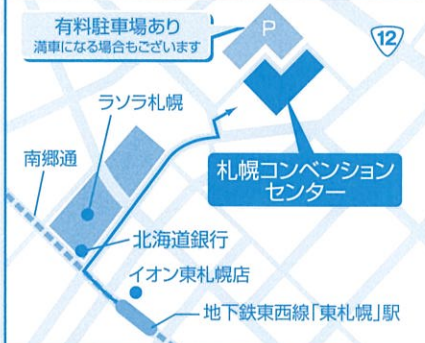 有料駐車場あり
満車になる場合もございます
P
12
ラソラ札幌
南郷通
札幌コンベンション
センター
北海道銀行
イオン東札幌店
地下鉄東西線「東札幌」駅